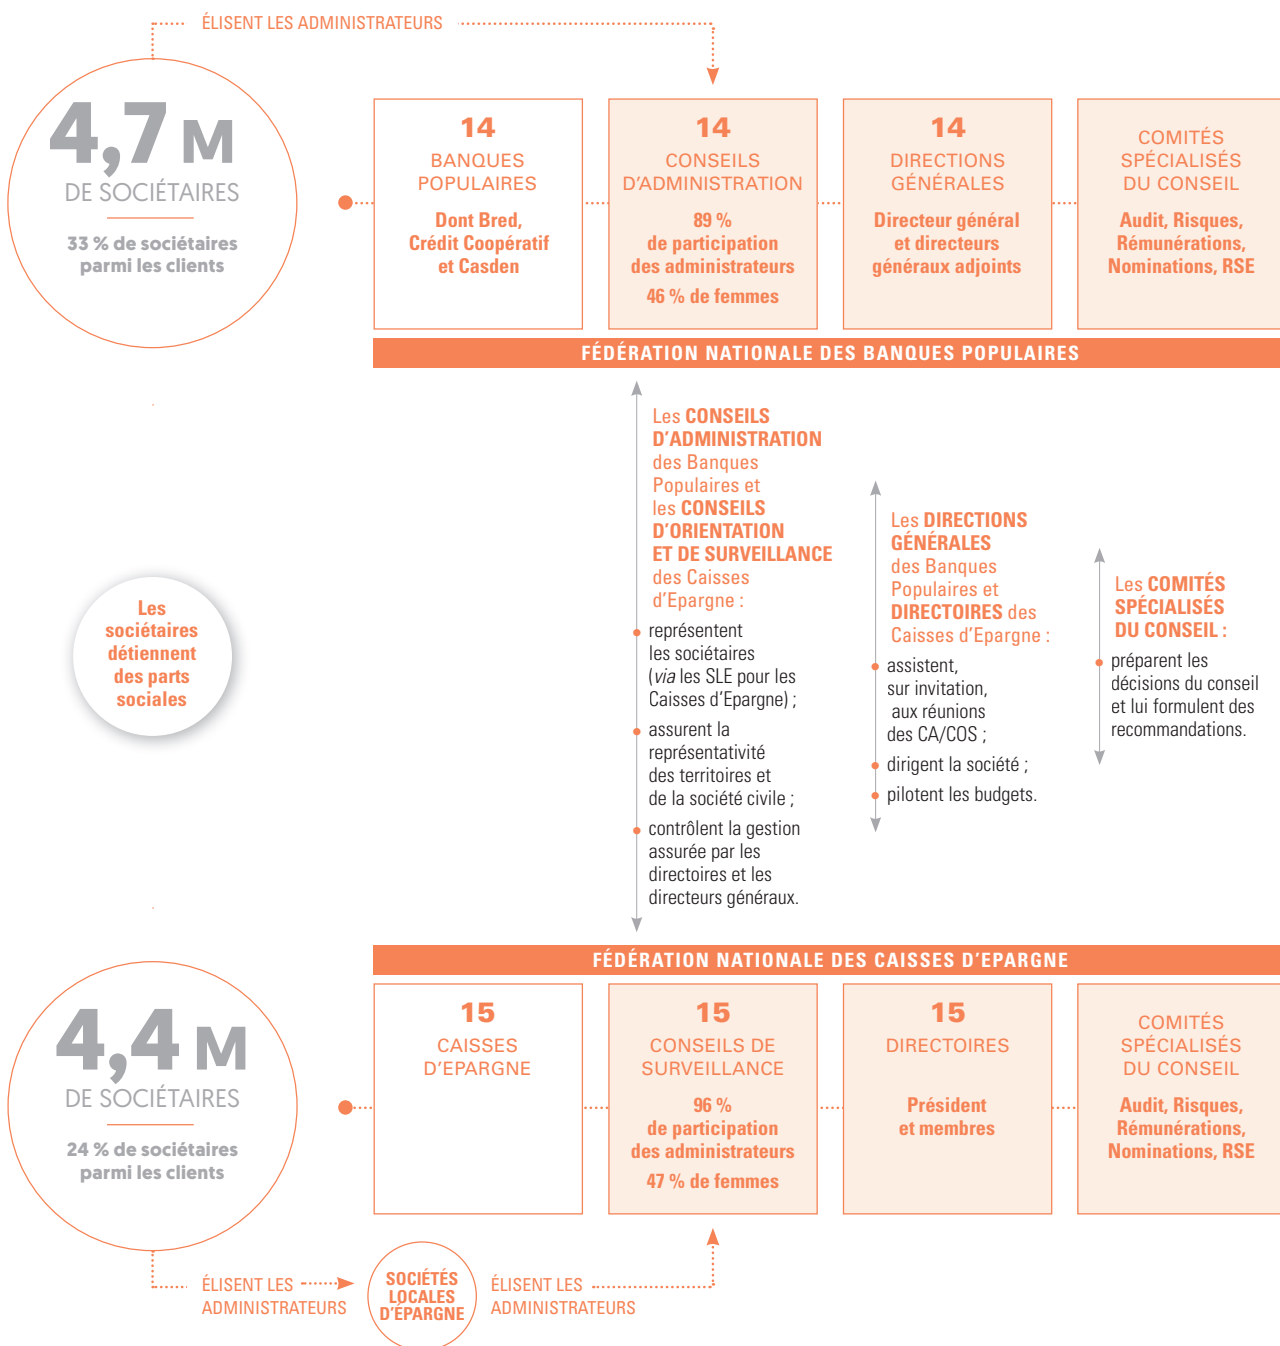 ÉLISENT LES ADMINISTRATEURS
4,7 M
DE SOCIÉTAIRES
33 % de sociétaires
parmi les clients
14
BANQUES
POPULAIRES
Dont Bred,
Crédit Coopératif
et Casden
14
CONSEILS
D’ADMINISTRATION
89 %
de participation
des administrateurs
46 % de femmes
14
DIRECTIONS
GÉNÉRALES
Directeur général
et directeurs
généraux adjoints
COMITÉS
SPÉCIALISÉS
DU CONSEIL
Audit, Risques,
Rémunérations,
Nominations, RSE
FÉDÉRATION NATIONALE DES BANQUES POPULAIRES
Les
sociétaires
détiennent
des parts
sociales
Les CONSEILS
D’ADMINISTRATION
des Banques
Populaires et
les CONSEILS
D’ORIENTATION
ET DE SURVEILLANCE
des Caisses
d’Epargne :
représentent
les sociétaires
(via les SLE pour les
Caisses d’Epargne) ;
assurent la
représentativité
des territoires et
de la société civile ;
contrôlent la gestion
assurée par les
directoires et les
directeurs généraux.
Les DIRECTIONS
GÉNÉRALES
des Banques
Populaires et
DIRECTOIRES des
Caisses d’Epargne :
assistent,
sur invitation,
aux réunions
des CA/COS ;
dirigent la société ;
pilotent les budgets.
Les COMITÉS
SPÉCIALISÉS
DU CONSEIL :
préparent les
décisions du conseil
et lui formulent des
recommandations.
FÉDÉRATION NATIONALE DES CAISSES D’EPARGNE
4,4 M
DE SOCIÉTAIRES
24 % de sociétaires
parmi les clients
15
CAISSES
D’EPARGNE
15
CONSEILS DE
SURVEILLANCE
96 %
de participation
des administrateurs
47 % de femmes
15
DIRECTOIRES
Président
et membres
COMITÉS
SPÉCIALISÉS
DU CONSEIL
Audit, Risques,
Rémunérations,
Nominations, RSE
ÉLISENT LES
ADMINISTRATEURS
SOCIÉTÉS
LOCALES
D’ÉPARGNE
ÉLISENT LES
ADMINISTRATEURS